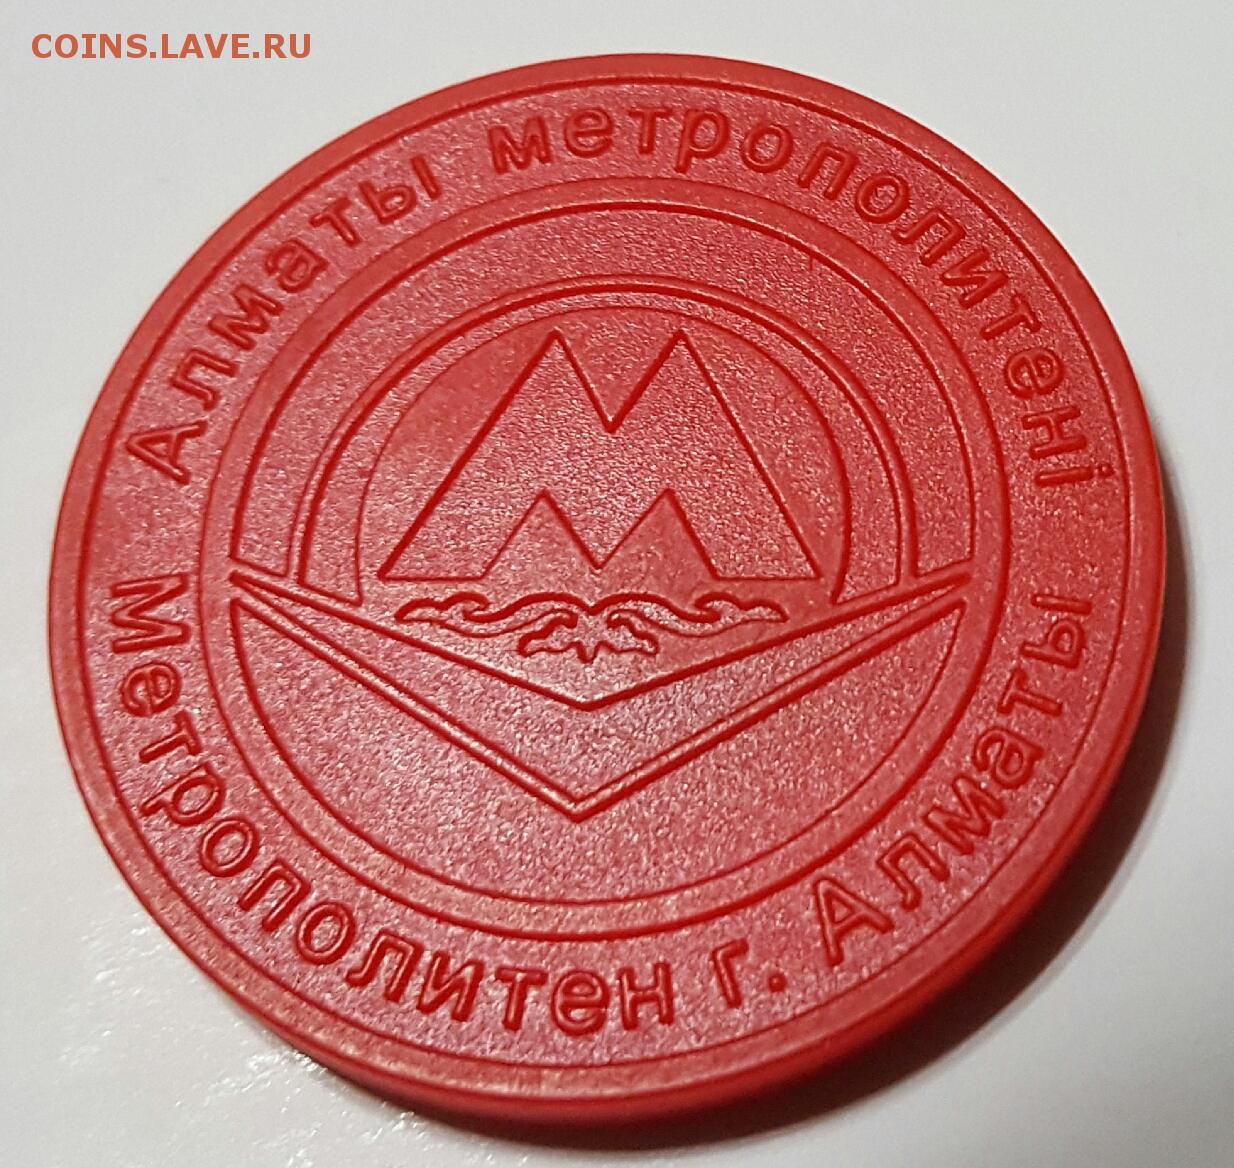 COINS.LAVE.RU
Алматы метрополитені
Метрополитен г. Алматы
М